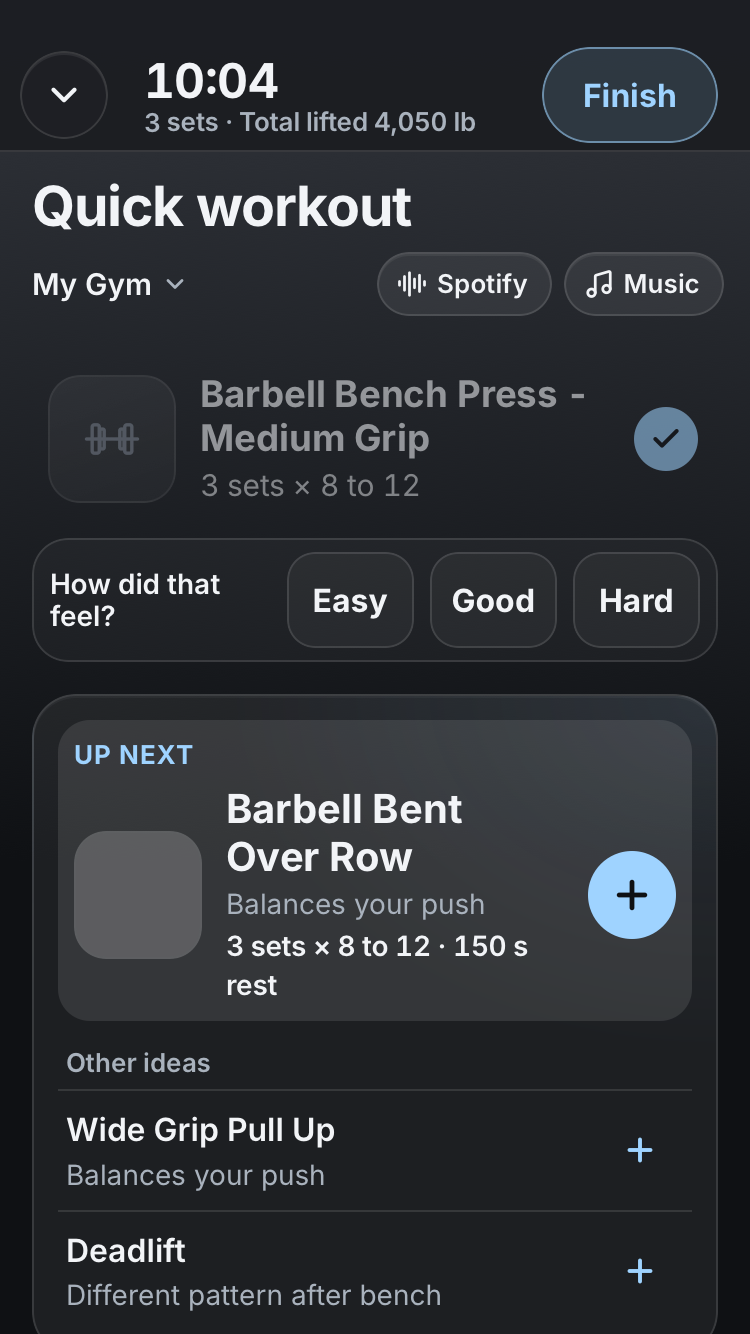 10:04
3 sets · Total lifted 4,050 lb
Finish
Quick workout
My Gym
Spotify
Music
Barbell Bench Press -
Medium Grip
3 sets × 8 to 12
How did that
feel?
Easy
Good
Hard
UP NEXT
Barbell Bent
Over Row
Balances your push
3 sets × 8 to 12 · 150 s
rest
Other ideas
Wide Grip Pull Up
Balances your push
Deadlift
Different pattern after bench